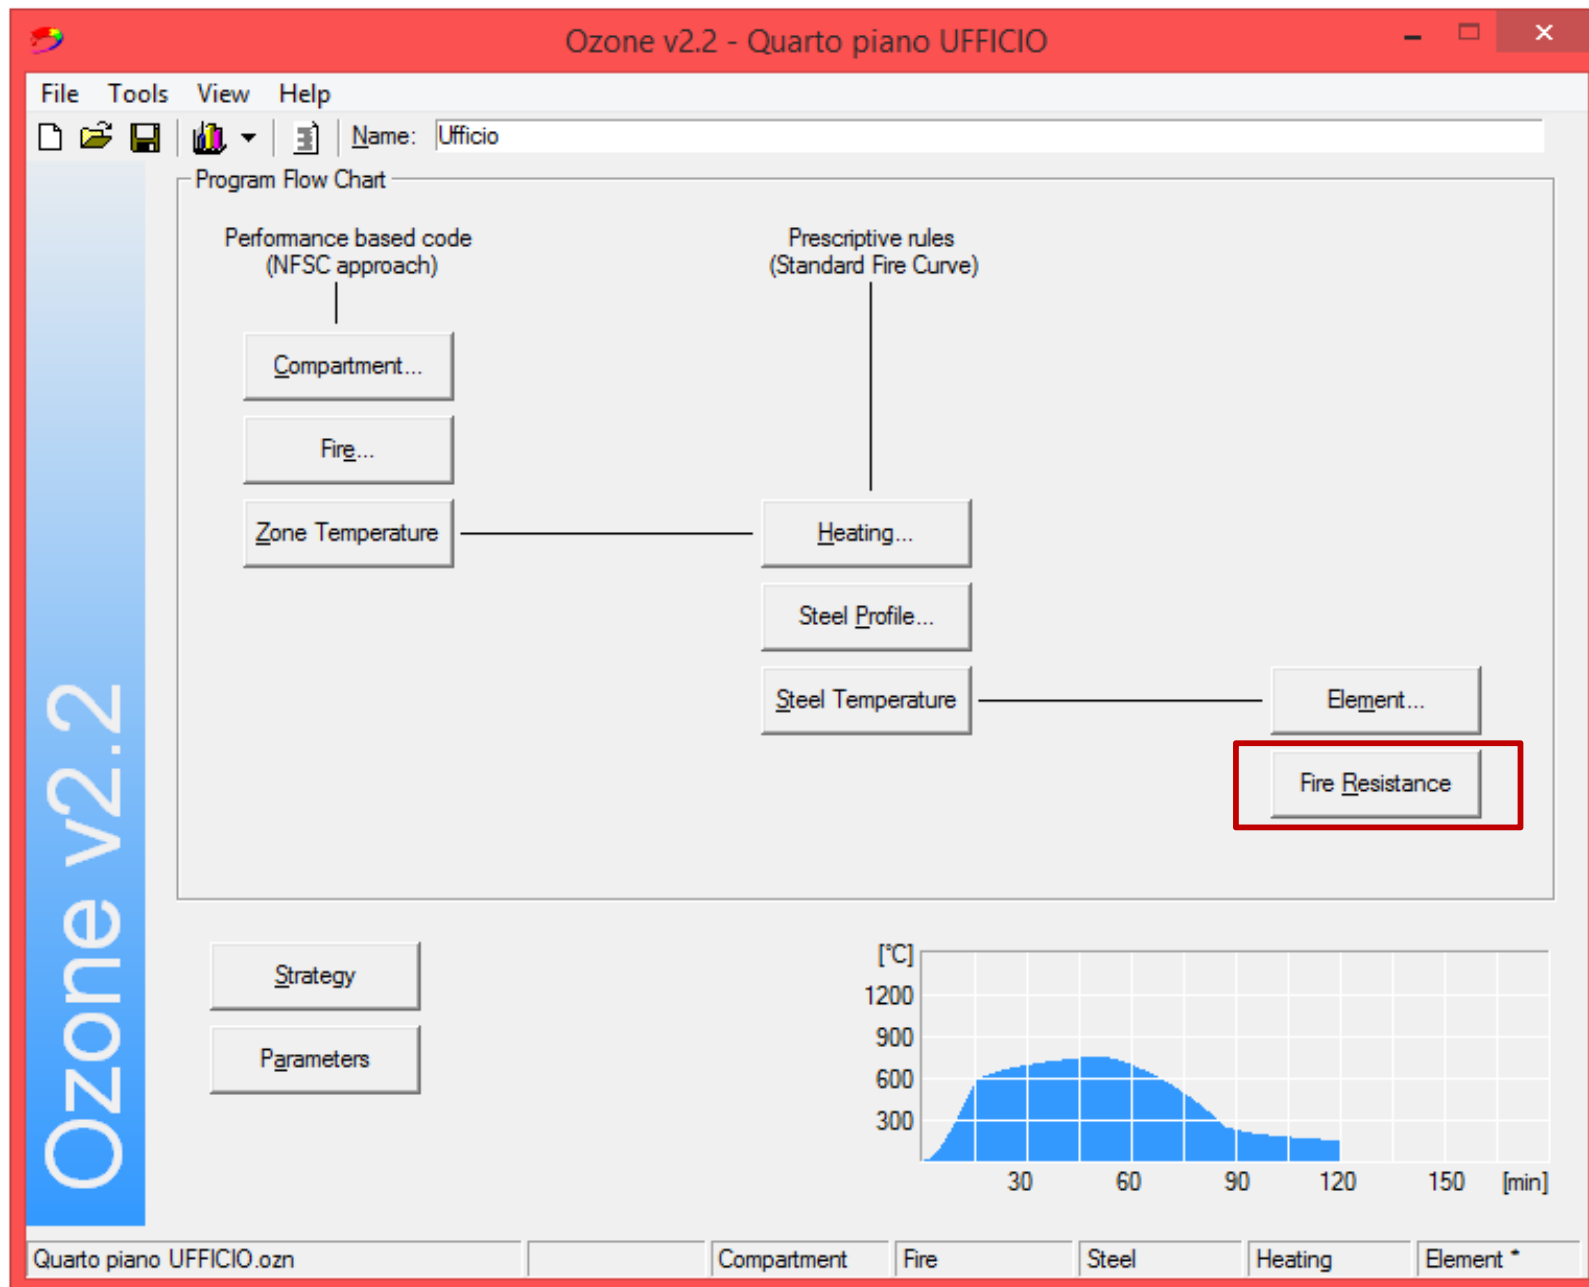 Ozone v2.2 - Quarto piano UFFICIO
File Tools View Help
Name: Ufficio
Program Flow Chart
Performance based code
(NFSC approach)
Prescriptive rules
(Standard Fire Curve)
Compartment...
Fire...
Zone Temperature
Heating...
Steel Profile...
Steel Temperature
Element...
Fire Resistance
Ozone v2.2
Strategy
Parameters
[°C]
1200
900
600
300
30 60 90 120 150 [min]
Quarto piano UFFICIO.ozn Compartment Fire Steel Heating Element *